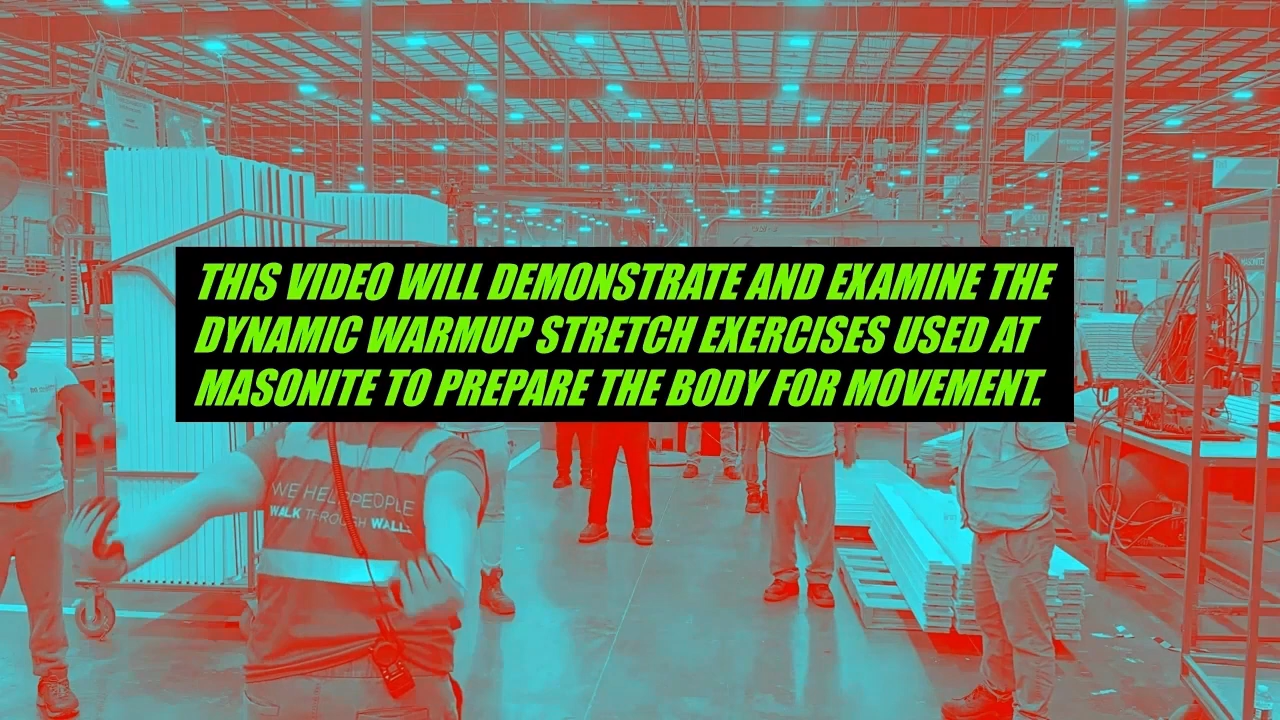 THIS VIDEO WILL DEMONSTRATE AND EXAMINE THE
DYNAMIC WARMUP STRETCH EXERCISES USED AT
MASONITE TO PREPARE THE BODY FOR MOVEMENT.
MASONITE
WE HELP PEOPLE
WALK THROUGH WALLS